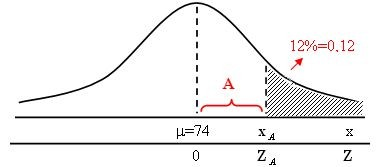 12%=0,12
A
μ=74 x_A x
0 Z_A Z